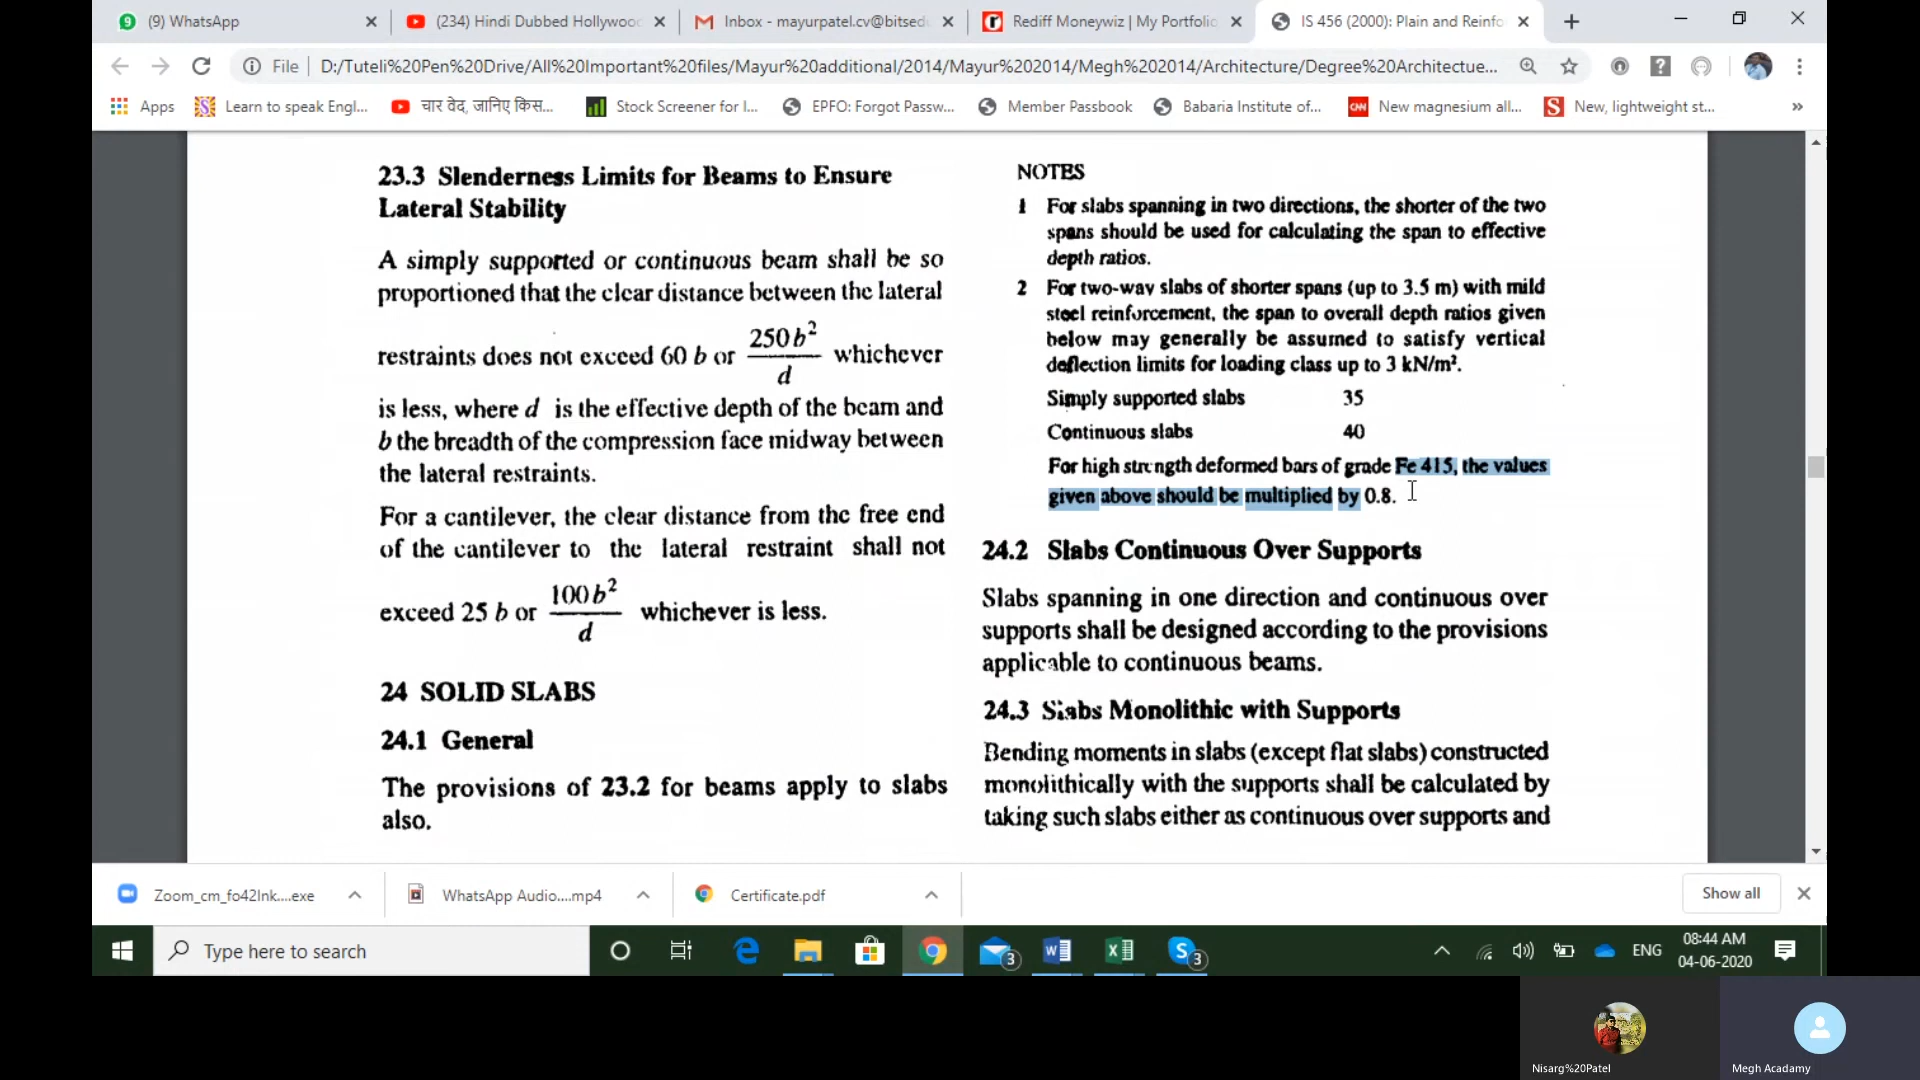 (9) WhatsApp
(234) Hindi Dubbed Hollywood
Inbox - mayurpatel.cv@bitsedu
Rediff Moneywiz | My Portfolio
IS 456 (2000): Plain and Reinfo
File D:/Tuteli%20Pen%20Drive/All%20Important%20files/Mayur%20additional/2014/Mayur%202014/Megh%202014/Architecture/Degree%20Architectue...
Apps
Learn to speak Engl...
चार वेद, जानिए किस...
Stock Screener for I...
EPFO: Forgot Passw...
Member Passbook
Babaria Institute of...
CNN
New magnesium all...
New, lightweight st...
23.3 Slenderness Limits for Beams to Ensure
Lateral Stability
A simply supported or continuous beam shall be so
proportioned that the clear distance between the lateral
restraints does not exceed 60 b or 250 b² / d whichever
is less, where d is the effective depth of the beam and
b the breadth of the compression face midway between
the lateral restraints.
For a cantilever, the clear distance from the free end
of the cantilever to the lateral restraint shall not
exceed 25 b or 100 b² / d whichever is less.
24 SOLID SLABS
24.1 General
The provisions of 23.2 for beams apply to slabs
also.
NOTES
1 For slabs spanning in two directions, the shorter of the two
spans should be used for calculating the span to effective
depth ratios.
2 For two-way slabs of shorter spans (up to 3.5 m) with mild
steel reinforcement, the span to overall depth ratios given
below may generally be assumed to satisfy vertical
deflection limits for loading class up to 3 kN/m².
Simply supported slabs 35
Continuous slabs 40
For high strength deformed bars of grade Fe 415, the values
given above should be multiplied by 0.8.
24.2 Slabs Continuous Over Supports
Slabs spanning in one direction and continuous over
supports shall be designed according to the provisions
applicable to continuous beams.
24.3 Slabs Monolithic with Supports
Bending moments in slabs (except flat slabs) constructed
monolithically with the supports shall be calculated by
taking such slabs either as continuous over supports and
Zoom_cm_fo42lnk....exe
WhatsApp Audio....mp4
Certificate.pdf
Show all
Type here to search
3
3
ENG
08:44 AM
04-06-2020
Nisarg%20Patel
Megh Acadamy